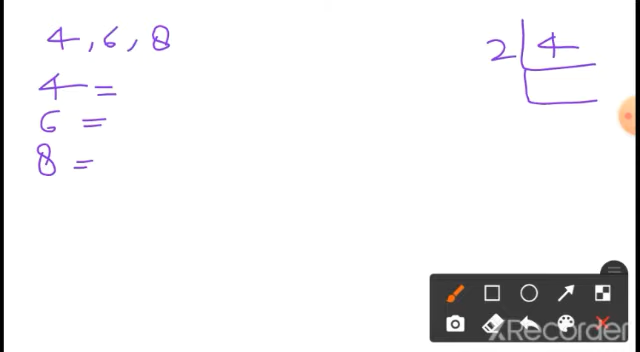 4, 6, 8
4 =
6 =
8 =
2 | 4
XRecorder